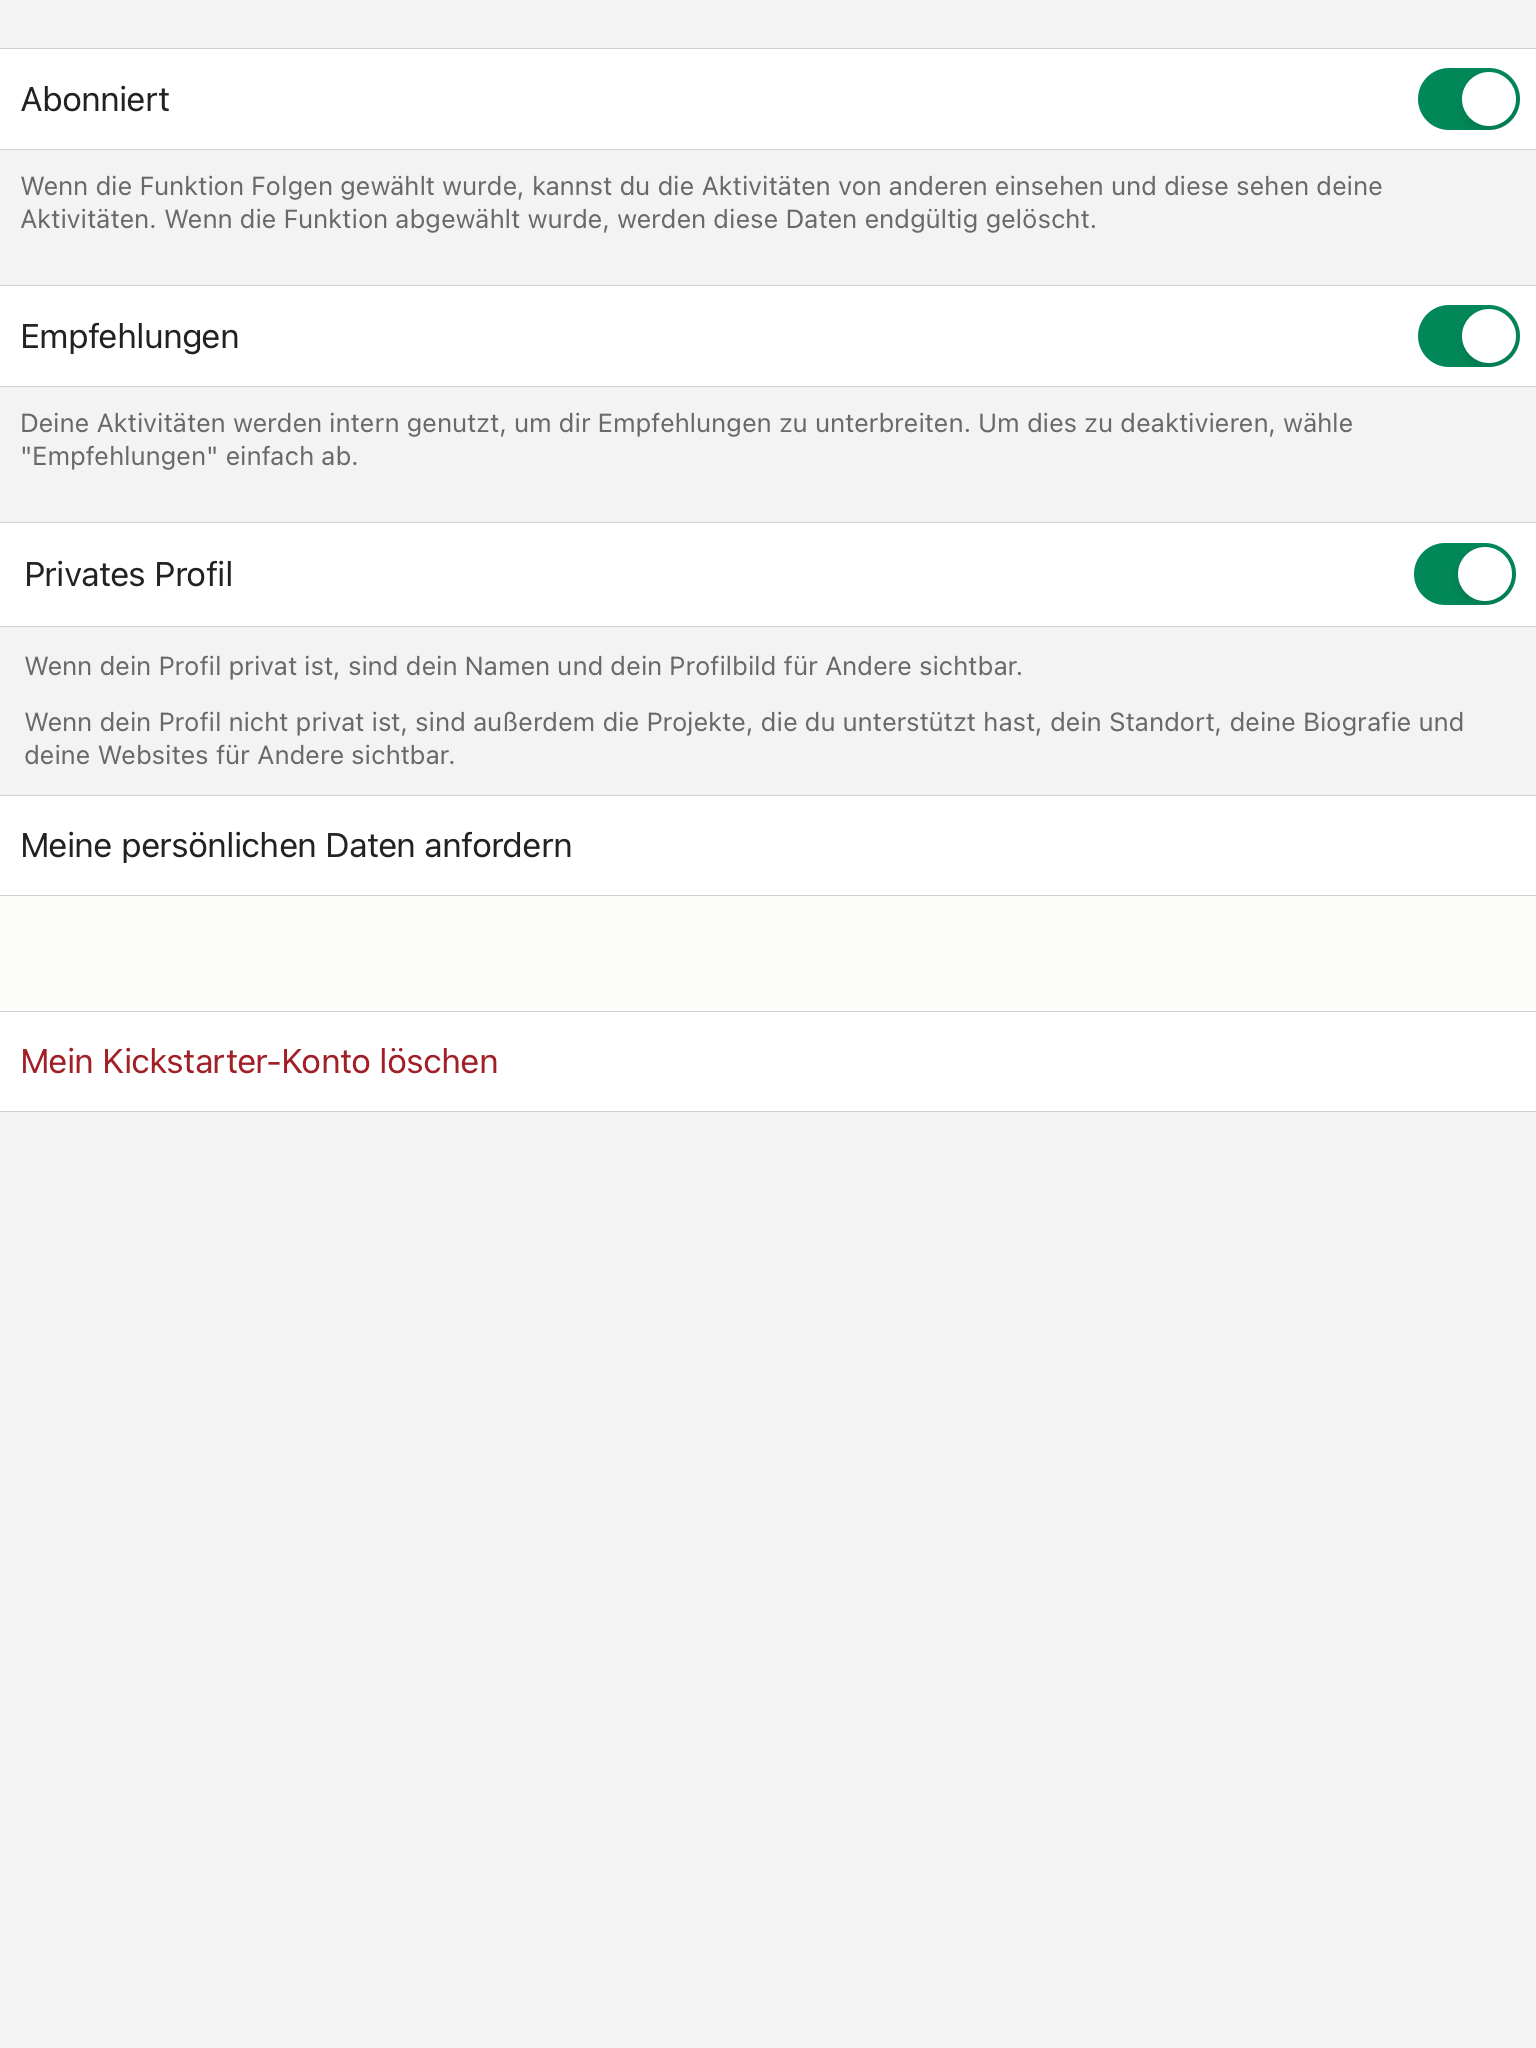 Abonniert
Wenn die Funktion Folgen gewählt wurde, kannst du die Aktivitäten von anderen einsehen und diese sehen deine
Aktivitäten. Wenn die Funktion abgewählt wurde, werden diese Daten endgültig gelöscht.
Empfehlungen
Deine Aktivitäten werden intern genutzt, um dir Empfehlungen zu unterbreiten. Um dies zu deaktivieren, wähle
"Empfehlungen" einfach ab.
Privates Profil
Wenn dein Profil privat ist, sind dein Namen und dein Profilbild für Andere sichtbar.
Wenn dein Profil nicht privat ist, sind außerdem die Projekte, die du unterstützt hast, dein Standort, deine Biografie und
deine Websites für Andere sichtbar.
Meine persönlichen Daten anfordern
Mein Kickstarter-Konto löschen